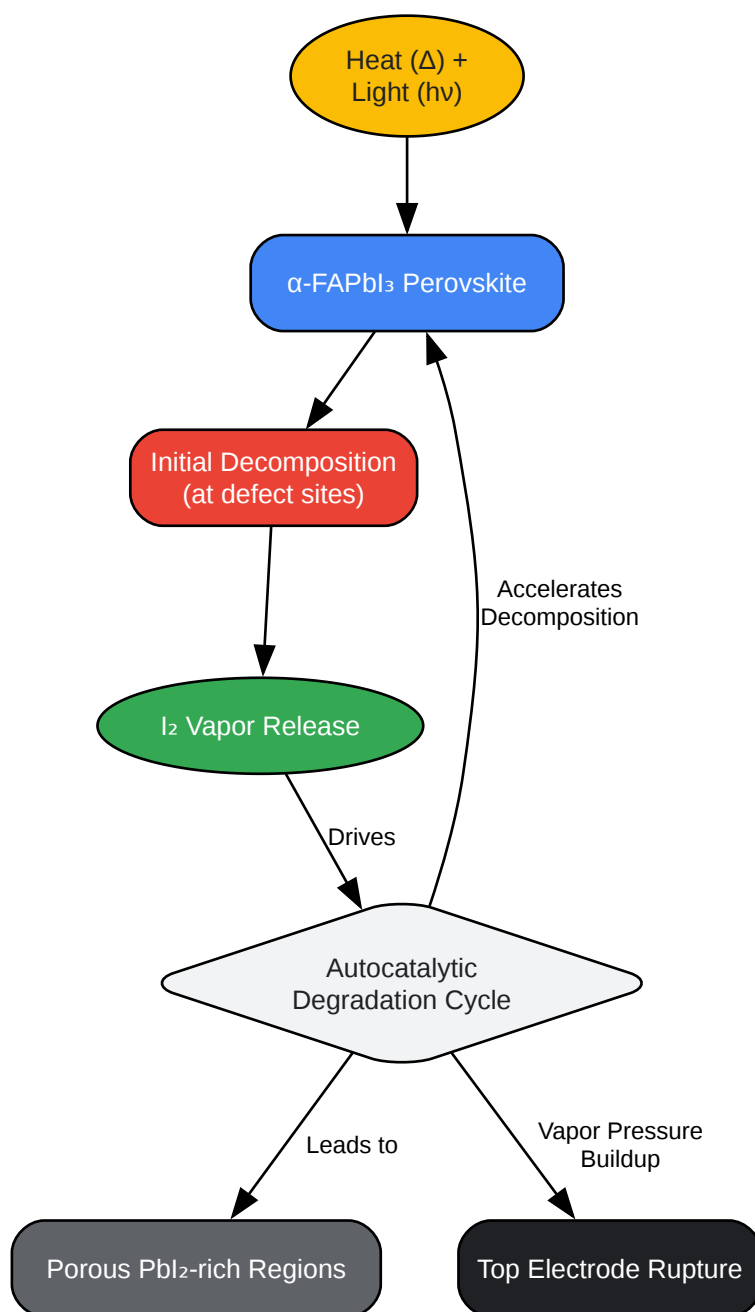 Heat (Δ) +
Light (hν)
α-FAPbI₃ Perovskite
Initial Decomposition
(at defect sites)
Accelerates
Decomposition
I₂ Vapor Release
Drives
Autocatalytic
Degradation Cycle
Leads to
Vapor Pressure
Buildup
Porous PbI₂-rich Regions
Top Electrode Rupture